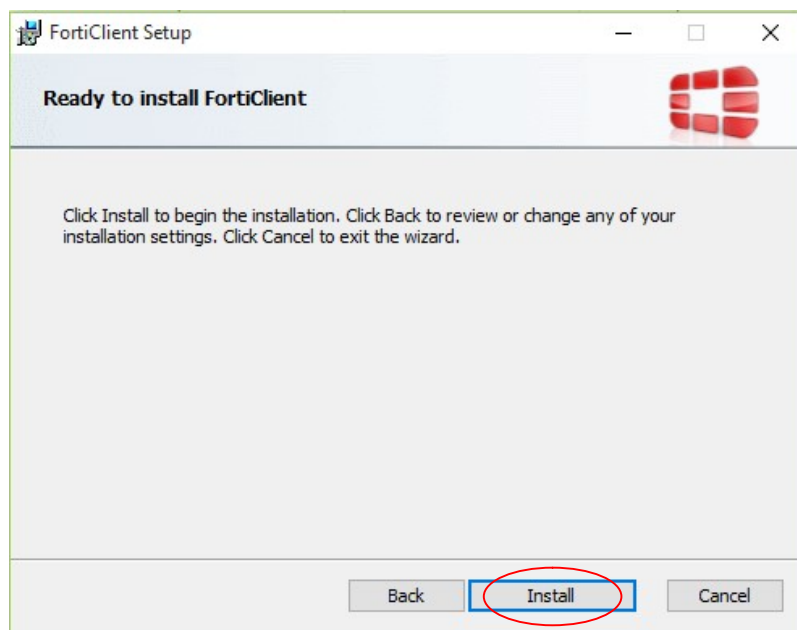 FortiClient Setup
Ready to install FortiClient
Click Install to begin the installation. Click Back to review or change any of your
installation settings. Click Cancel to exit the wizard.
Back Install Cancel